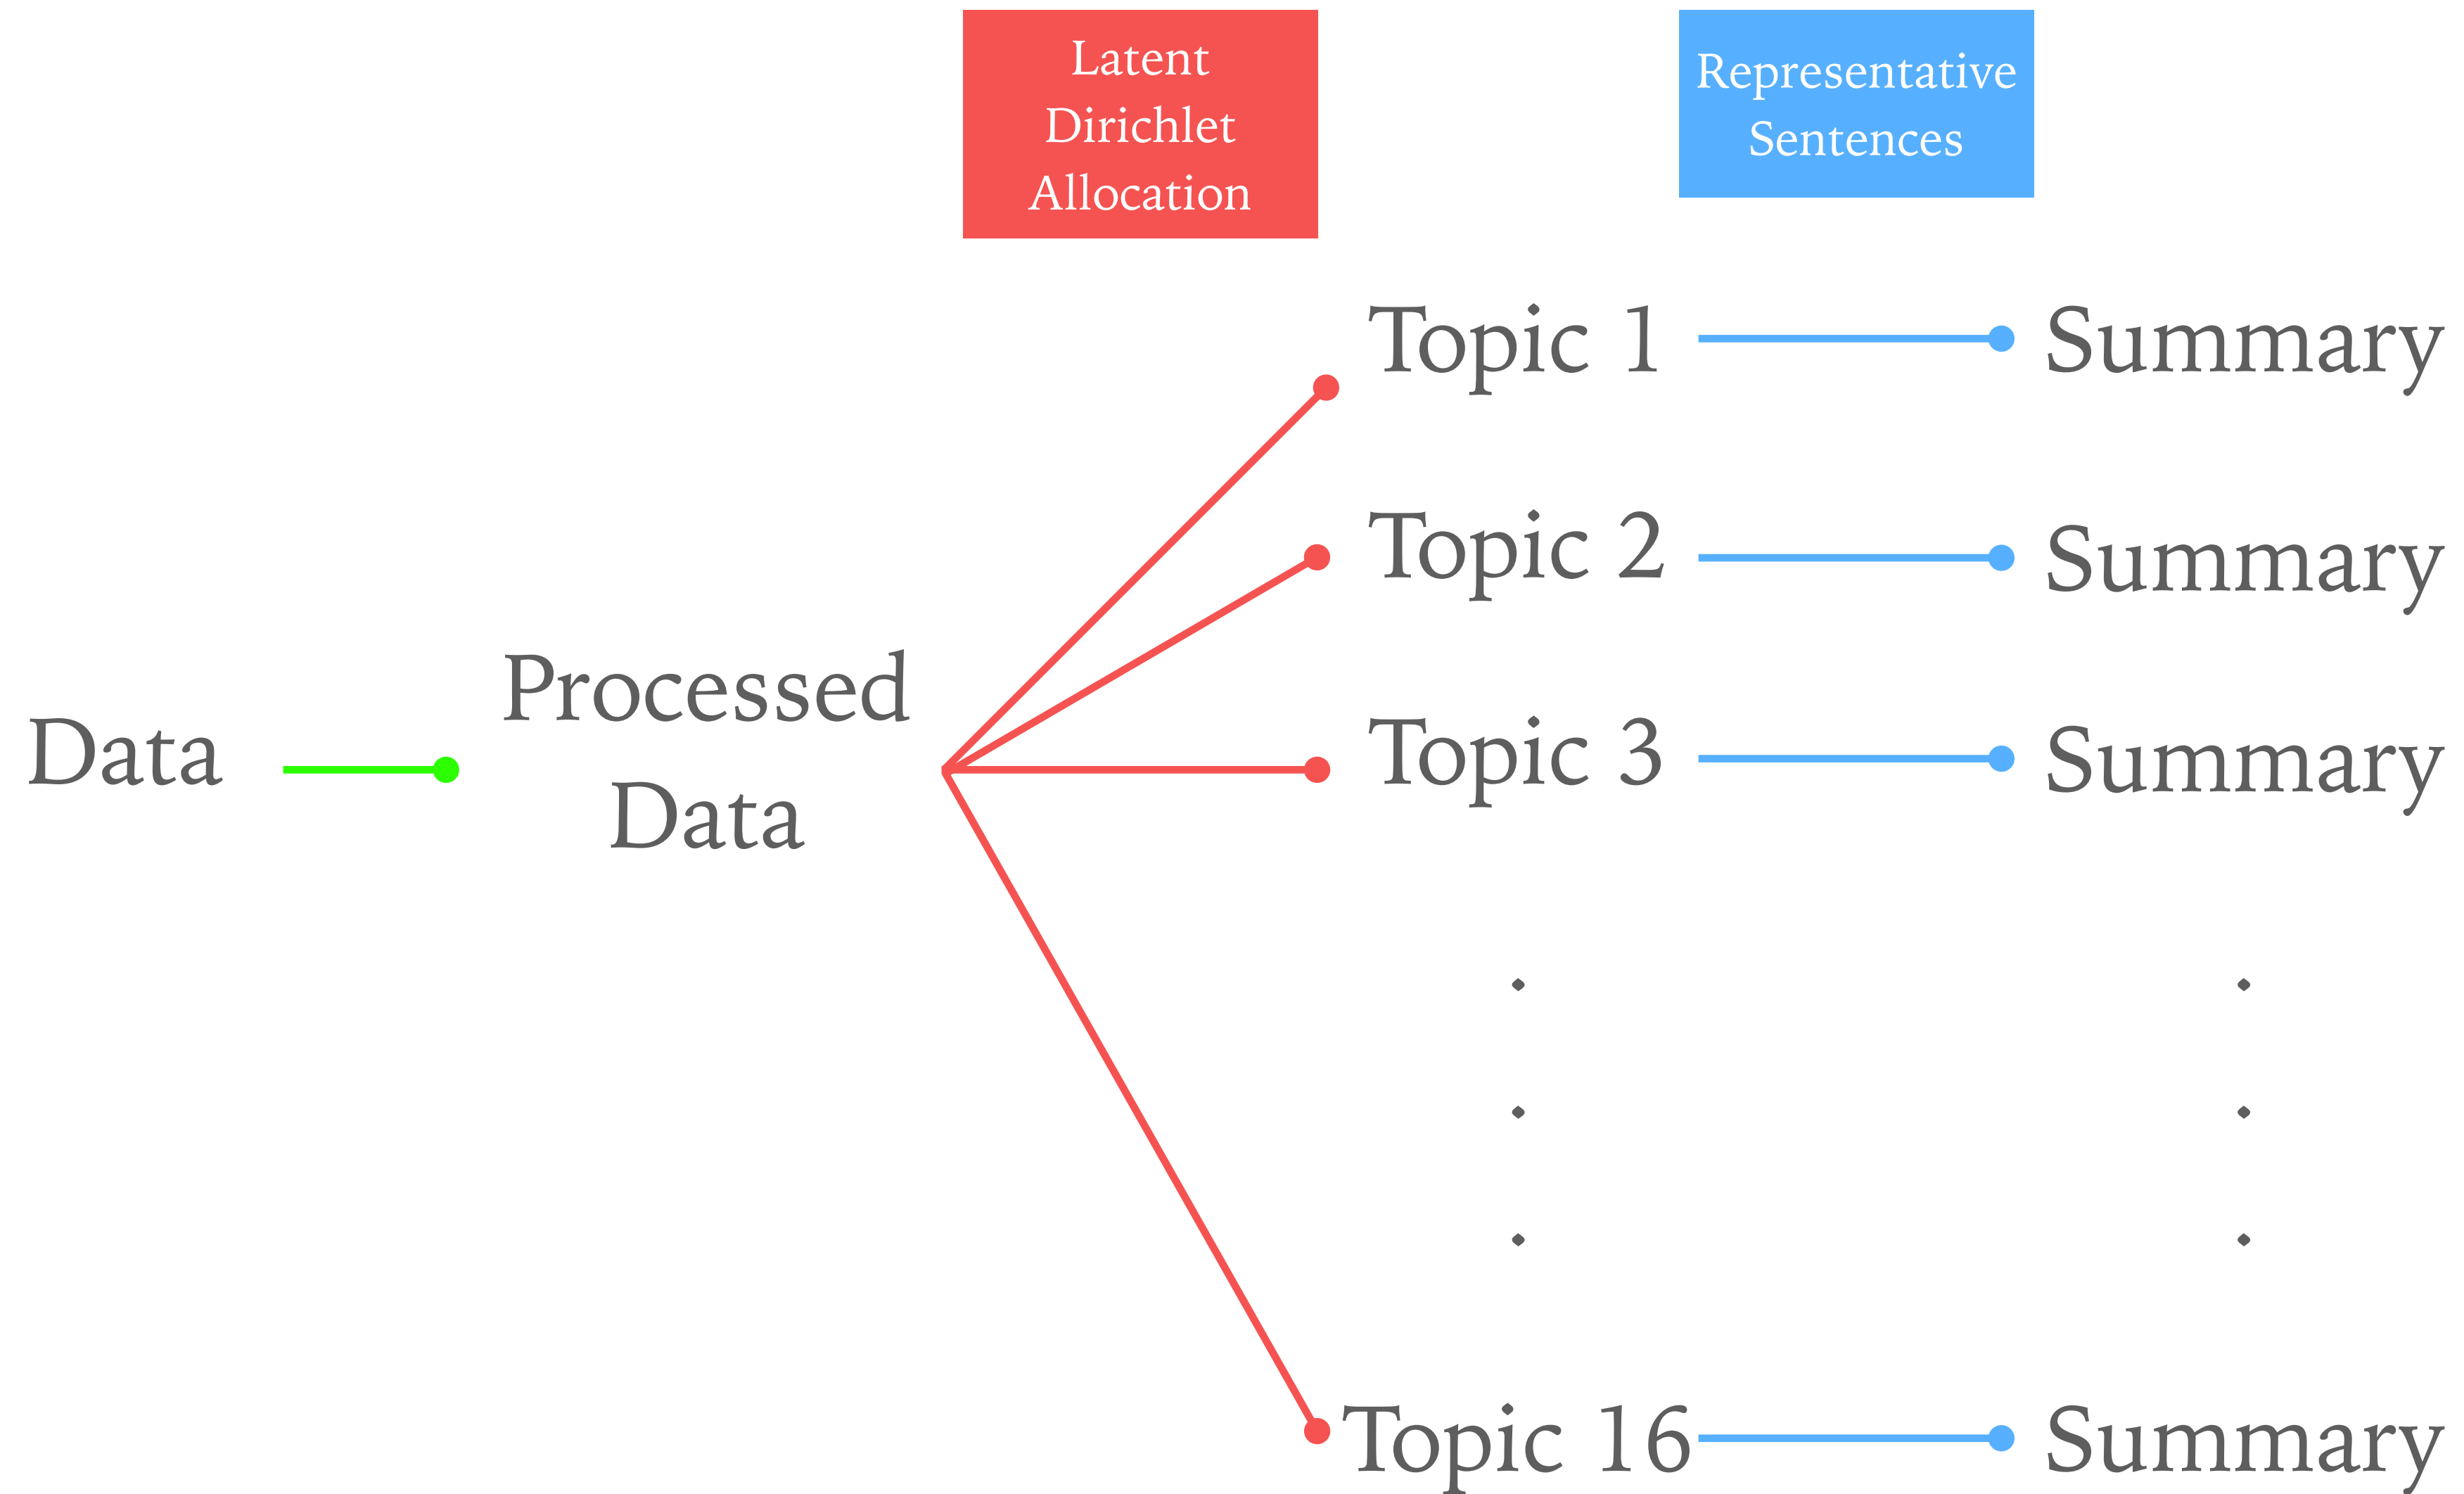 Latent
Dirichlet
Allocation
Representative
Sentences
Topic 1
Summary
Topic 2
Summary
Data
Processed
Data
Topic 3
Summary
.
.
.
.
.
.
Topic 16
Summary